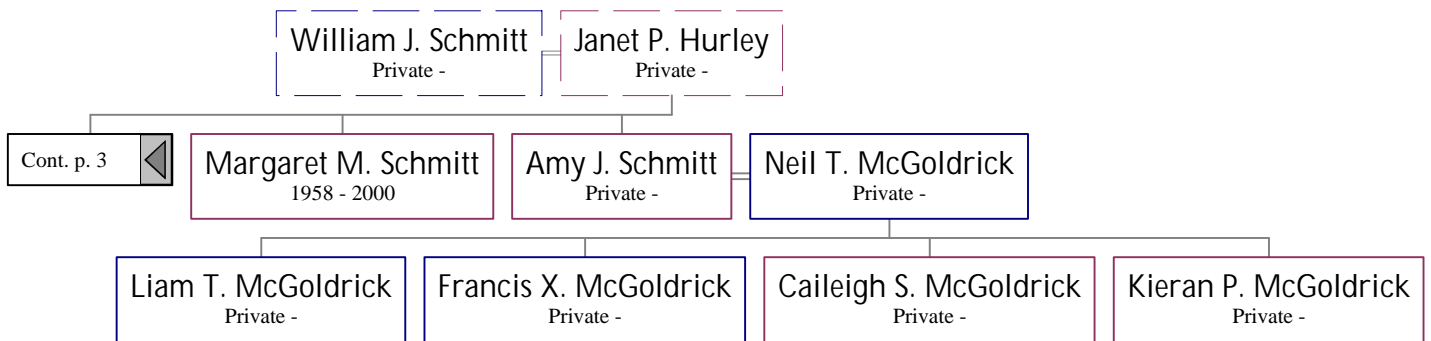 William J. Schmitt
Private -
Janet P. Hurley
Private -
Cont. p. 3
Margaret M. Schmitt
1958 - 2000
Amy J. Schmitt
Private -
Neil T. McGoldrick
Private -
Liam T. McGoldrick
Private -
Francis X. McGoldrick
Private -
Caileigh S. McGoldrick
Private -
Kieran P. McGoldrick
Private -